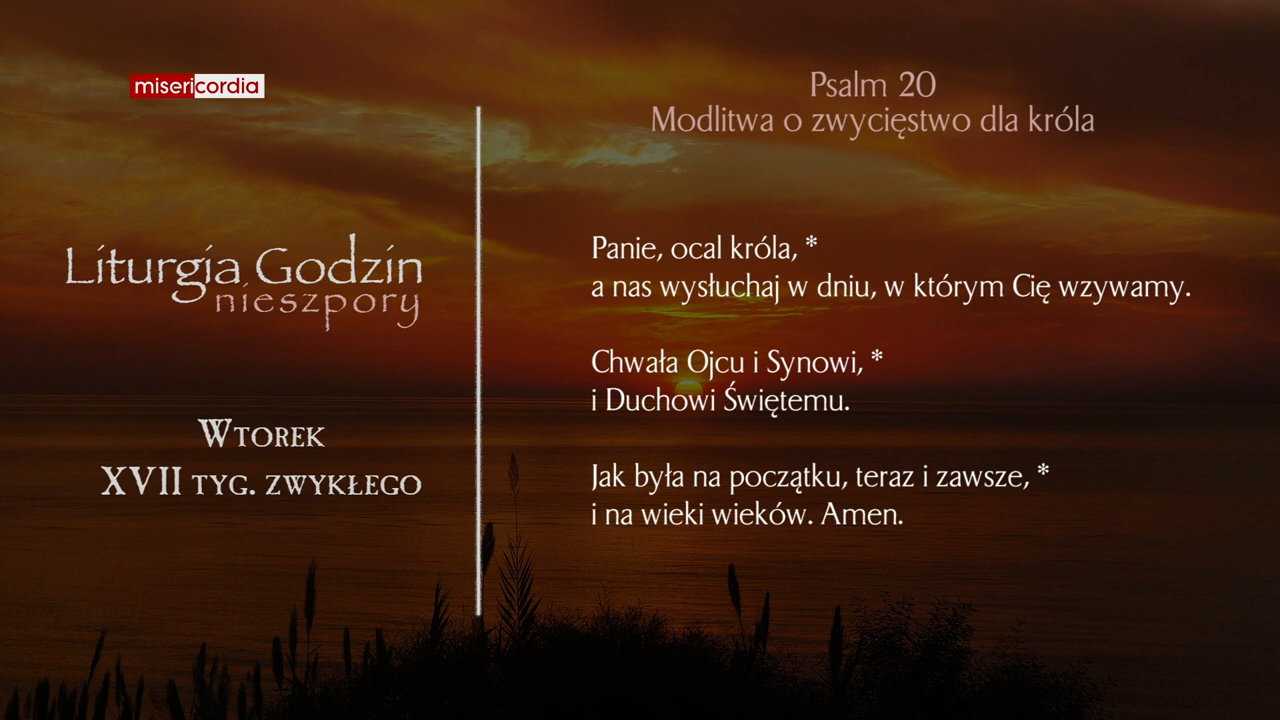 misericordia
Liturgia Godzin
nieszpory
Wtorek
XVII tyg. zwykłego
Psalm 20
Modlitwa o zwycięstwo dla króla
Panie, ocal króla, *
a nas wysłuchaj w dniu, w którym Cię wzywamy.
Chwała Ojcu i Synowi, *
i Duchowi Świętemu.
Jak była na początku, teraz i zawsze, *
i na wieki wieków. Amen.